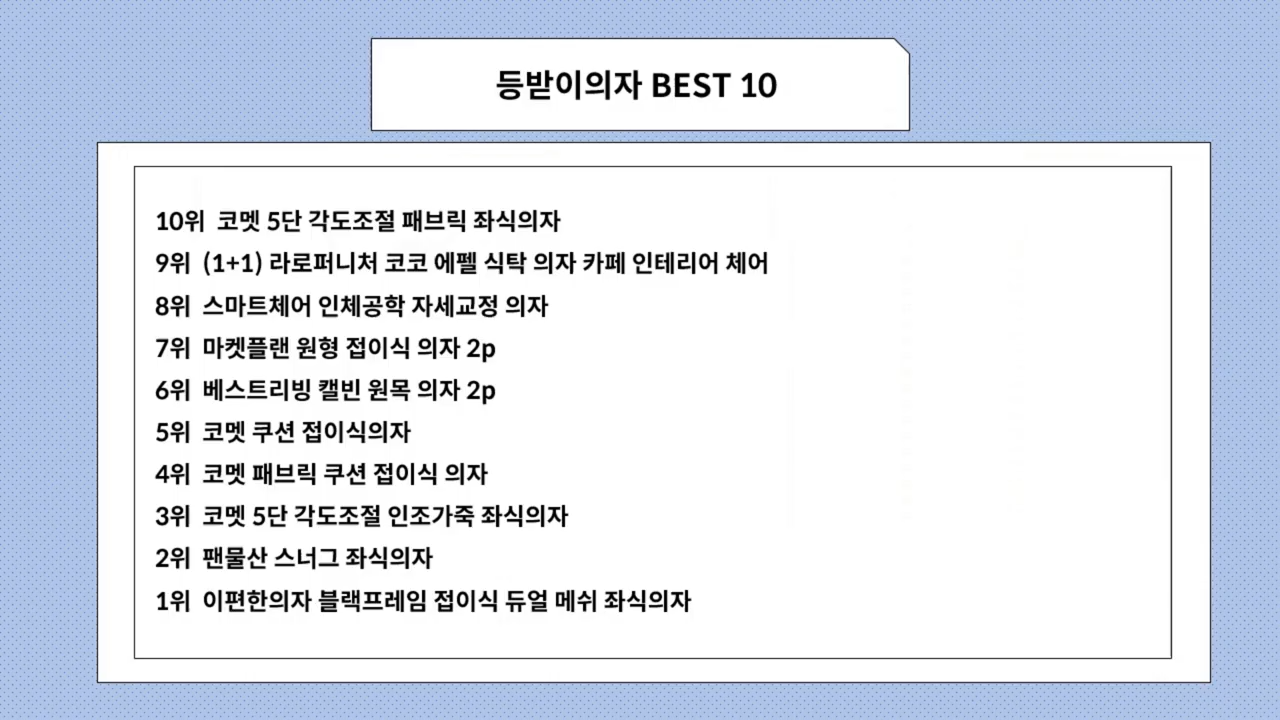 등받이의자 BEST 10
10위 코멧 5단 각도조절 패브릭 좌식의자
9위 (1+1) 라로퍼니처 코코 에펠 식탁 의자 카페 인테리어 체어
8위 스마트체어 인체공학 자세교정 의자
7위 마켓플랜 원형 접이식 의자 2p
6위 베스트리빙 캘빈 원목 의자 2p
5위 코멧 쿠션 접이식의자
4위 코멧 패브릭 쿠션 접이식 의자
3위 코멧 5단 각도조절 인조가죽 좌식의자
2위 팬물산 스너그 좌식의자
1위 이편한의자 블랙프레임 접이식 듀얼 메쉬 좌식의자